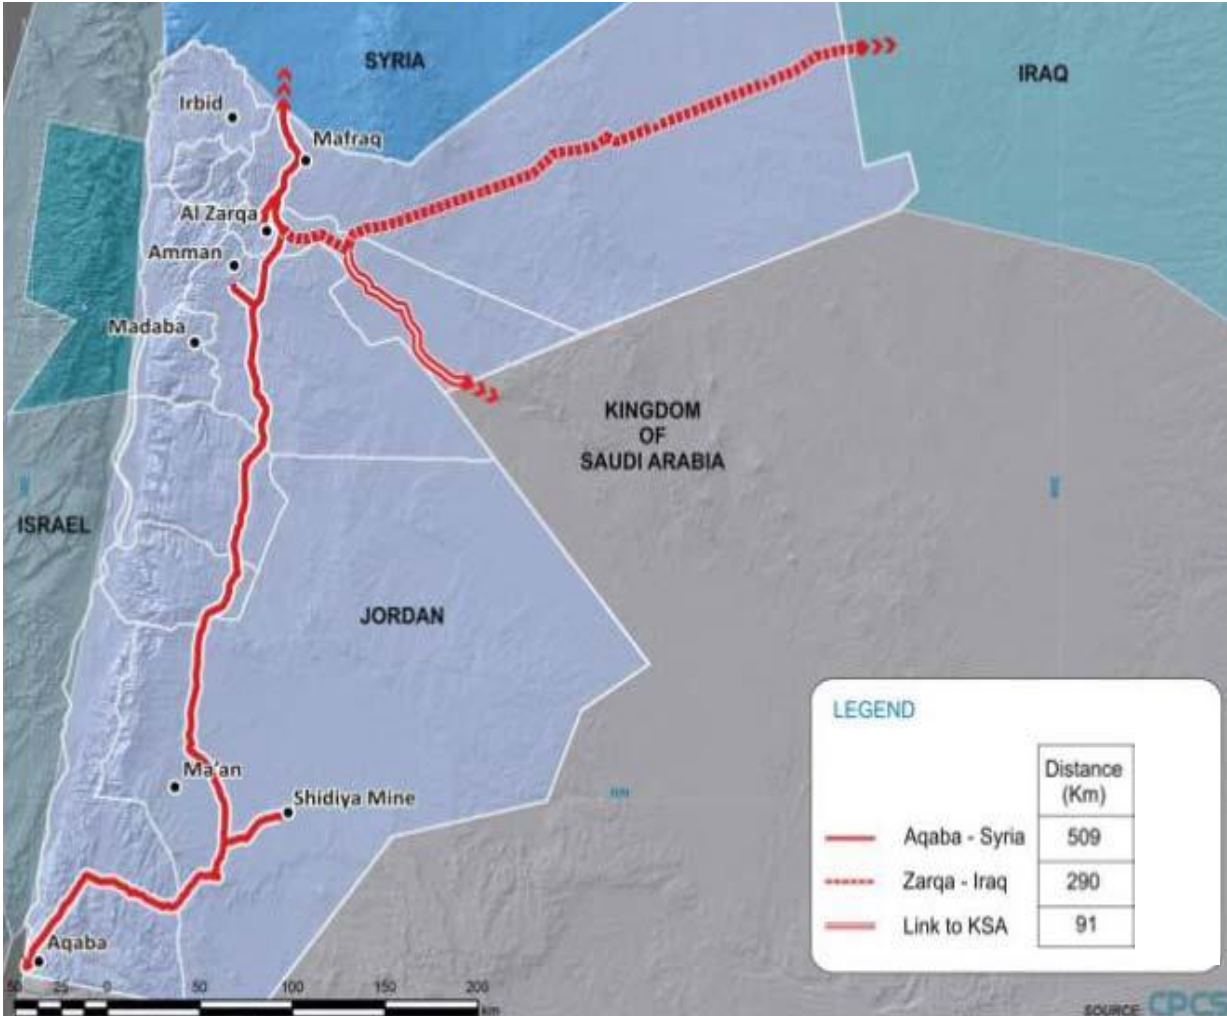 SYRIA
IRAQ
Irbid
Mafraq
Al Zarqa
Amman
Madaba
KINGDOM
OF
SAUDI ARABIA
ISRAEL
JORDAN
Ma'an
Shidiya Mine
Aqaba
LEGEND
Distance
(Km)
Aqaba - Syria 509
Zarqa - Iraq 290
Link to KSA 91
50 25 0 50 100 150 200
km
SOURCE: CPCS